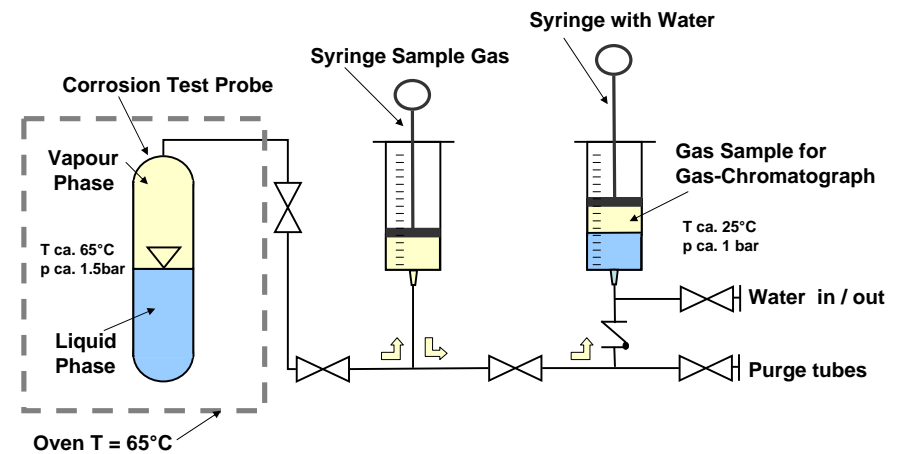 Syringe with Water
Syringe Sample Gas
Corrosion Test Probe
Vapour
Phase
Gas Sample for
Gas-Chromatograph
T ca. 25°C
p ca. 1 bar
T ca. 65°C
p ca. 1.5bar
Water in / out
Liquid
Phase
Purge tubes
Oven T = 65°C